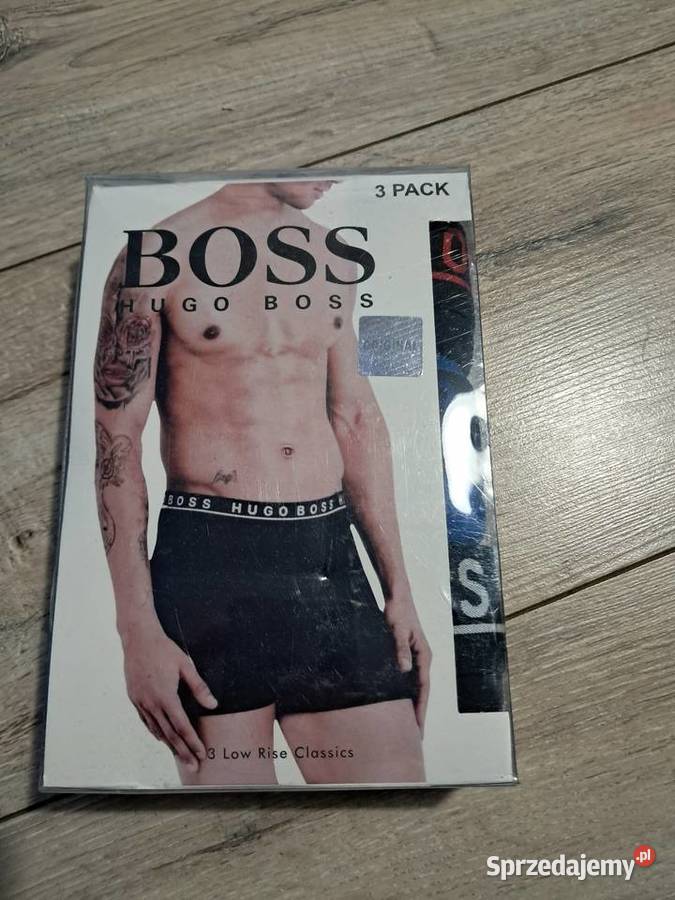 3 PACK
BOSS
HUGO BOSS
ORIGINAL
BOSS HUGO BOSS H
S
3 Low Rise Classics
Sprzedajemy.pl